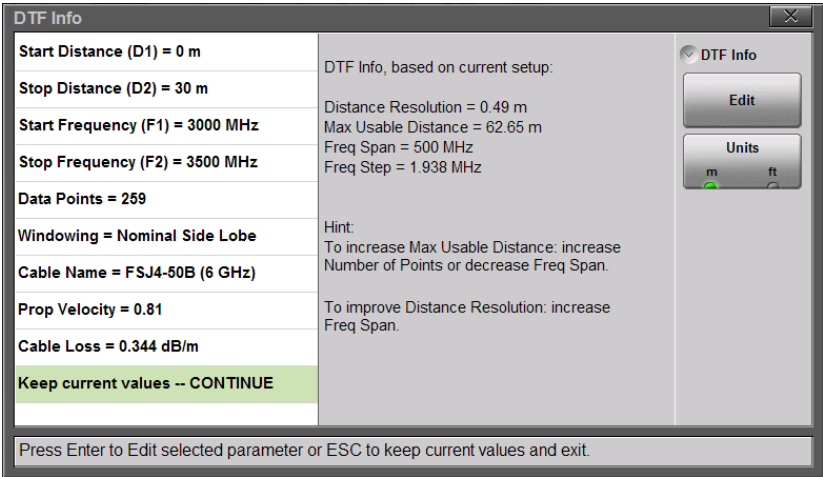 DTF Info
Start Distance (D1) = 0 m
Stop Distance (D2) = 30 m
Start Frequency (F1) = 3000 MHz
Stop Frequency (F2) = 3500 MHz
Data Points = 259
Windowing = Nominal Side Lobe
Cable Name = FSJ4-50B (6 GHz)
Prop Velocity = 0.81
Cable Loss = 0.344 dB/m
Keep current values -- CONTINUE
DTF Info, based on current setup:
Distance Resolution = 0.49 m
Max Usable Distance = 62.65 m
Freq Span = 500 MHz
Freq Step = 1.938 MHz
Hint:
To increase Max Usable Distance: increase
Number of Points or decrease Freq Span.
To improve Distance Resolution: increase
Freq Span.
DTF Info
Edit
Units
m ft
Press Enter to Edit selected parameter or ESC to keep current values and exit.